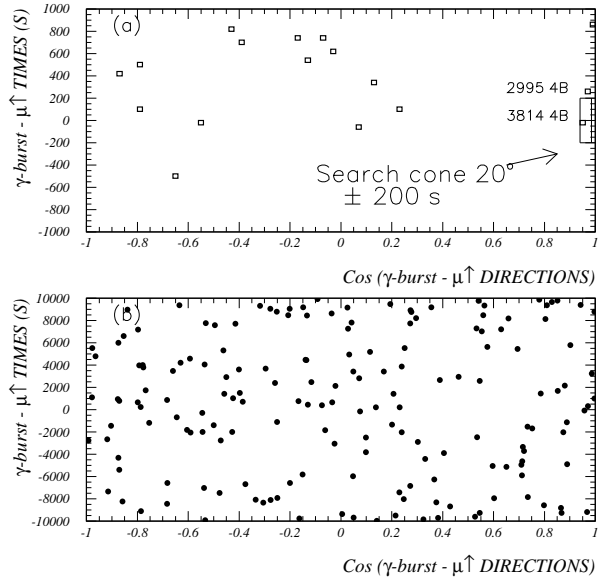 γ-burst - μ↑ TIMES (S)
1000
800
600
400
200
0
-200
-400
-600
-800
-1000
(a)
2995 4B
3814 4B
Search cone 20°
± 200 s
-1 -0.8 -0.6 -0.4 -0.2 0 0.2 0.4 0.6 0.8 1
Cos (γ-burst - μ↑ DIRECTIONS)
γ-burst - μ↑ TIMES (S)
10000
8000
6000
4000
2000
0
-2000
-4000
-6000
-8000
-10000
(b)
-1 -0.8 -0.6 -0.4 -0.2 0 0.2 0.4 0.6 0.8 1
Cos (γ-burst - μ↑ DIRECTIONS)